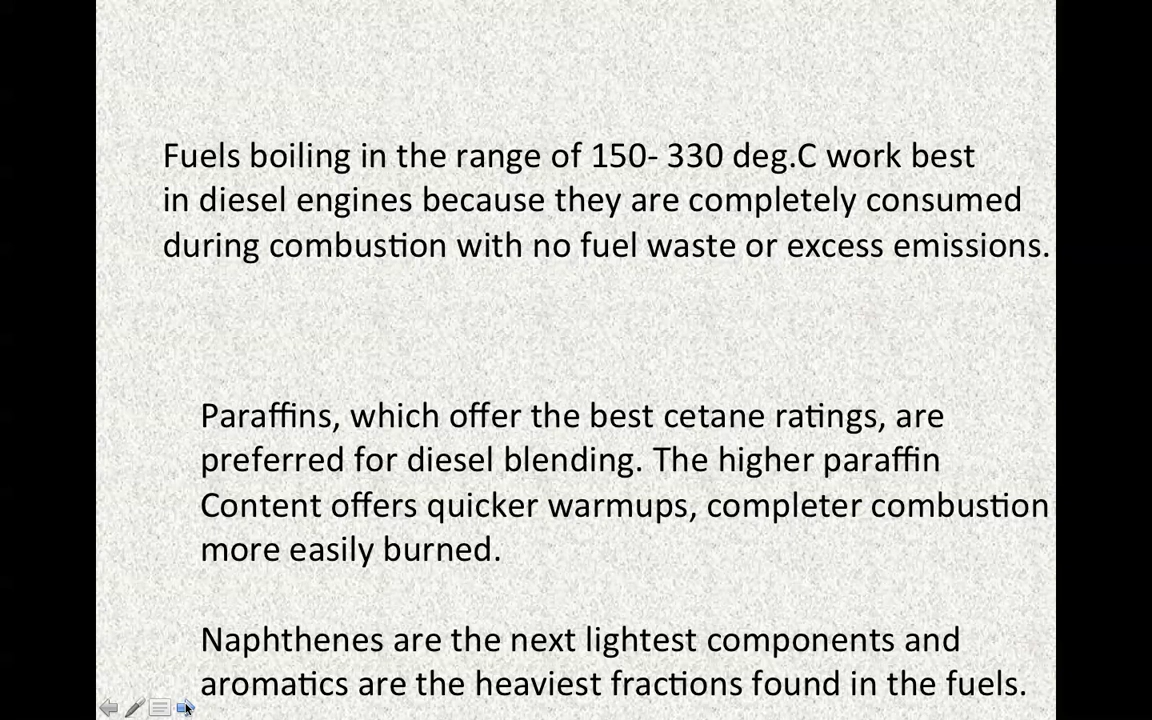 Fuels boiling in the range of 150- 330 deg.C work best
in diesel engines because they are completely consumed
during combustion with no fuel waste or excess emissions.
Paraffins, which offer the best cetane ratings, are
preferred for diesel blending. The higher paraffin
Content offers quicker warmups, completer combustion
more easily burned.
Naphthenes are the next lightest components and
aromatics are the heaviest fractions found in the fuels.